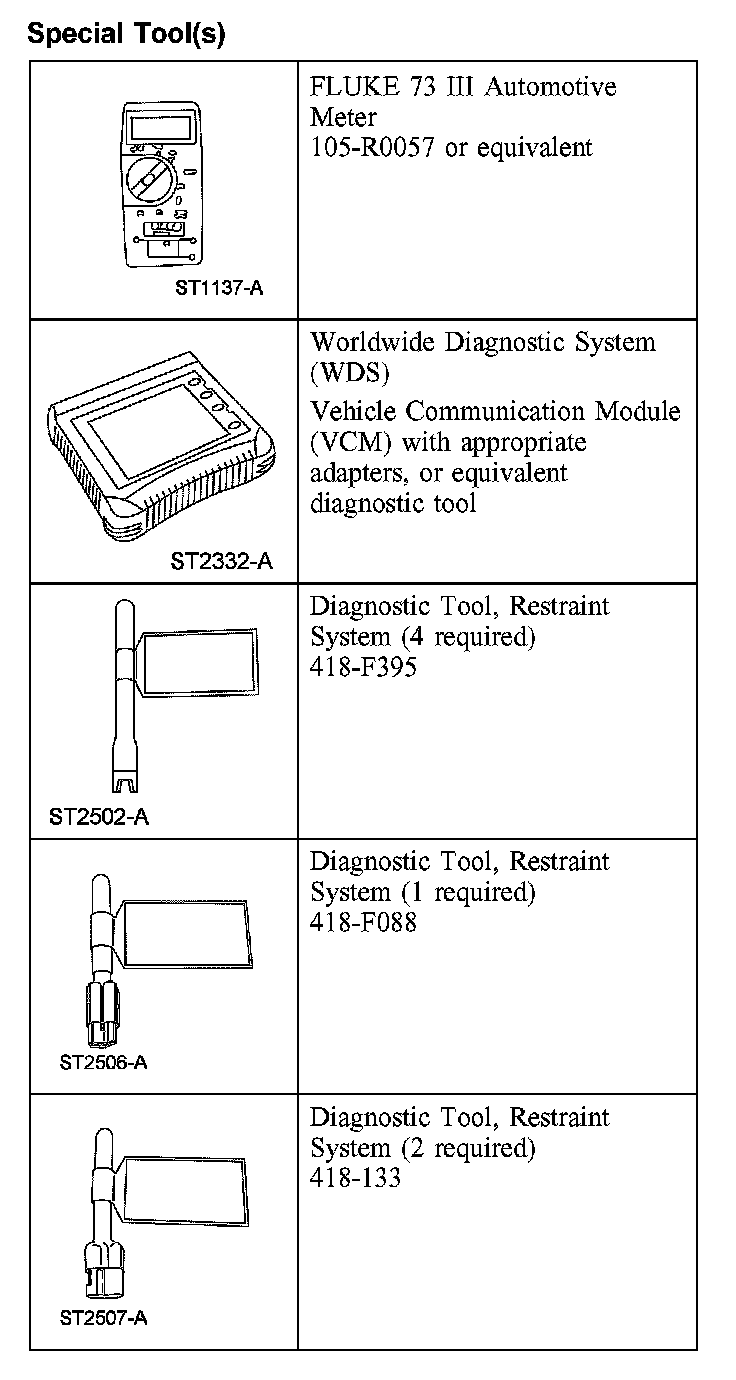 Special Tool(s)
FLUKE 73 III Automotive
Meter
105-R0057 or equivalent
ST1137-A
Worldwide Diagnostic System
(WDS)
Vehicle Communication Module
(VCM) with appropriate
adapters, or equivalent
diagnostic tool
ST2332-A
Diagnostic Tool, Restraint
System (4 required)
418-F395
ST2502-A
Diagnostic Tool, Restraint
System (1 required)
418-F088
ST2506-A
Diagnostic Tool, Restraint
System (2 required)
418-133
ST2507-A